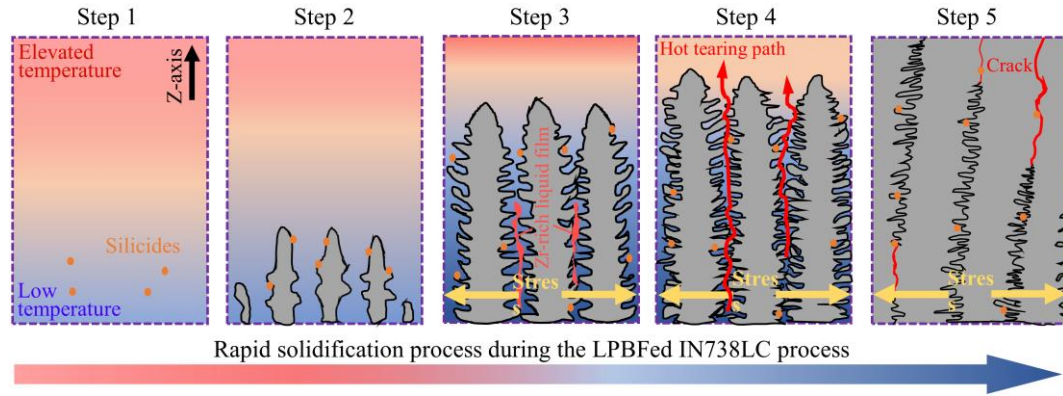 Step 1
Step 2
Step 3
Step 4
Step 5
Elevated
temperature
Z-axis
Silicides
Low
temperature
Zr-rich liquid film
Stres
s
Hot tearing path
Stres
s
Crack
Stres
s
Rapid solidification process during the LPBFed IN738LC process